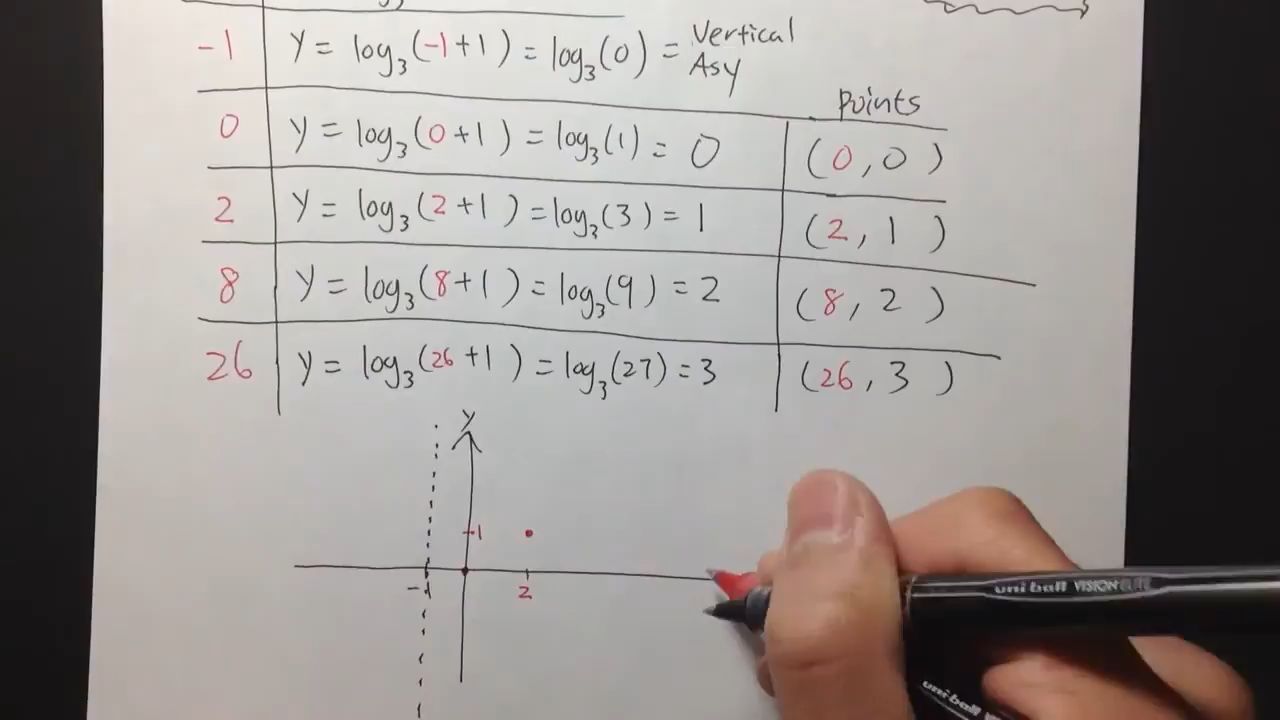 -1 y = log₃(-1+1) = log₃(0) = Vertical Asy
Points
0 y = log₃(0+1) = log₃(1) = 0 (0, 0)
2 y = log₃(2+1) = log₃(3) = 1 (2, 1)
8 y = log₃(8+1) = log₃(9) = 2 (8, 2)
26 y = log₃(26+1) = log₃(27) = 3 (26, 3)
y
1
-1 2
uni-ball VISION ELITE
uni-ball